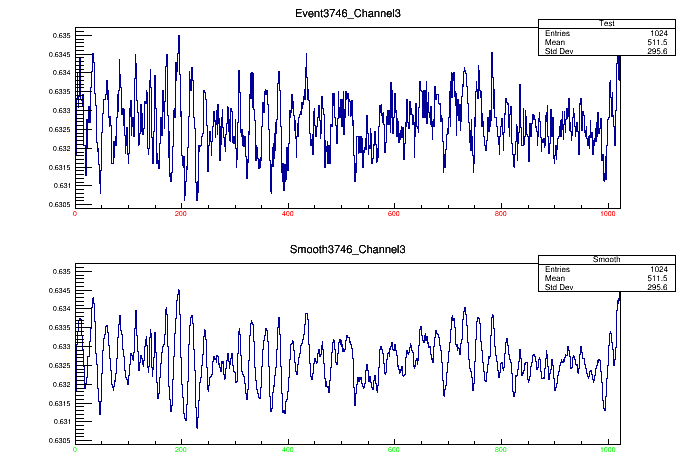 Event3746_Channel3
Test
Entries 1024
Mean 511.5
Std Dev 295.6
0.635
0.6345
0.634
0.6335
0.633
0.6325
0.632
0.6315
0.631
0.6305
0 200 400 600 800 1000
Smooth3746_Channel3
Smooth
Entries 1024
Mean 511.5
Std Dev 295.6
0.635
0.6345
0.634
0.6335
0.633
0.6325
0.632
0.6315
0.631
0.6305
0 200 400 600 800 1000